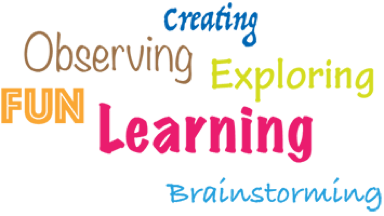 Creating
Observing
Exploring
FUN
Learning
Brainstorming